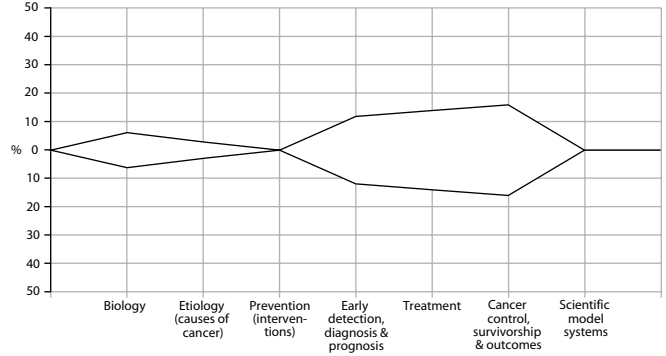 50
40
30
20
10
% 0
10
20
30
40
50
Biology
Etiology
(causes of
cancer)
Prevention
(interven-
tions)
Early
detection,
diagnosis &
prognosis
Treatment
Cancer
control,
survivorship
& outcomes
Scientific
model
systems